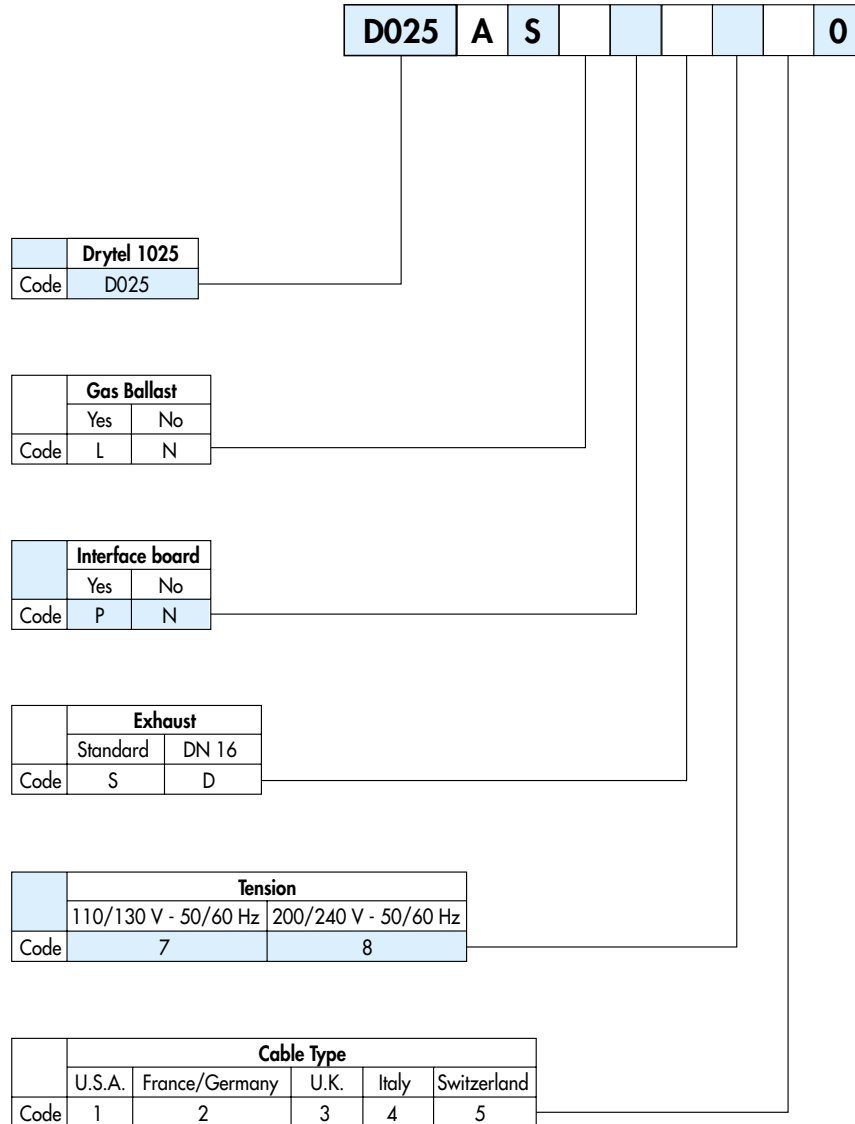 D025 A S 0
Drytel 1025
Code D025
Gas Ballast
Yes No
Code L N
Interface board
Yes No
Code P N
Exhaust
Standard DN 16
Code S D
Tension
110/130 V - 50/60 Hz 200/240 V - 50/60 Hz
Code 7 8
Cable Type
U.S.A. France/Germany U.K. Italy Switzerland
Code 1 2 3 4 5